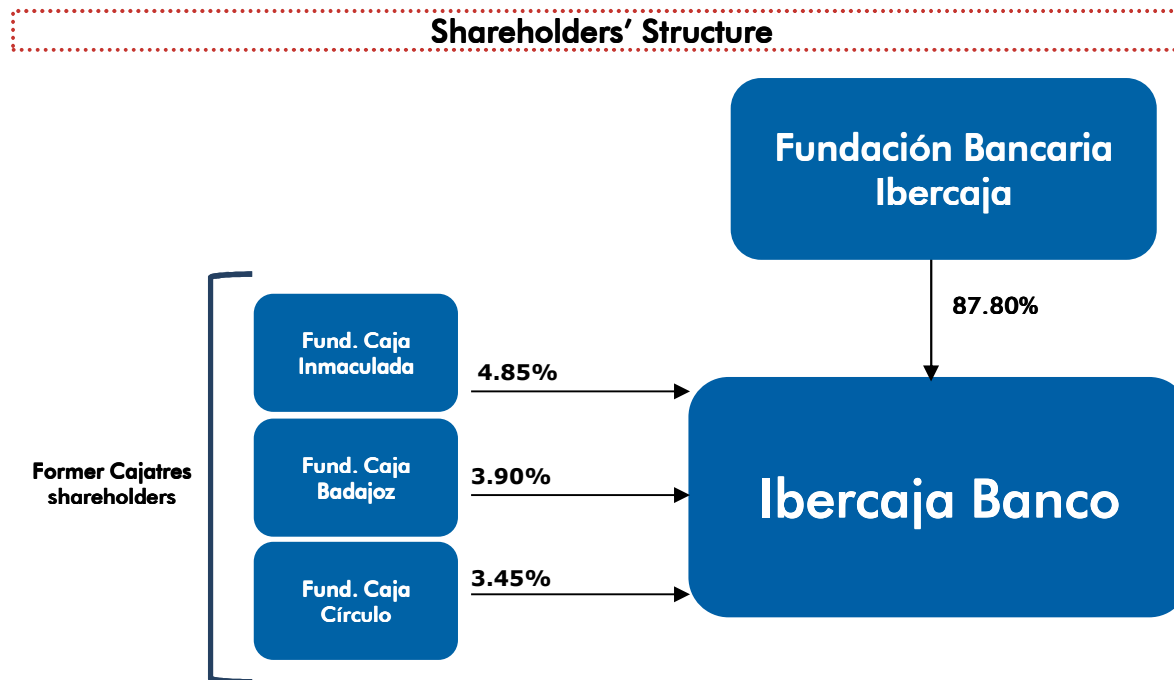 Shareholders' Structure
Fundación Bancaria
Ibercaja
87.80%
Fund. Caja
Inmaculada
4.85%
Former Cajatres
shareholders
Fund. Caja
Badajoz
3.90%
Ibercaja Banco
Fund. Caja
Círculo
3.45%